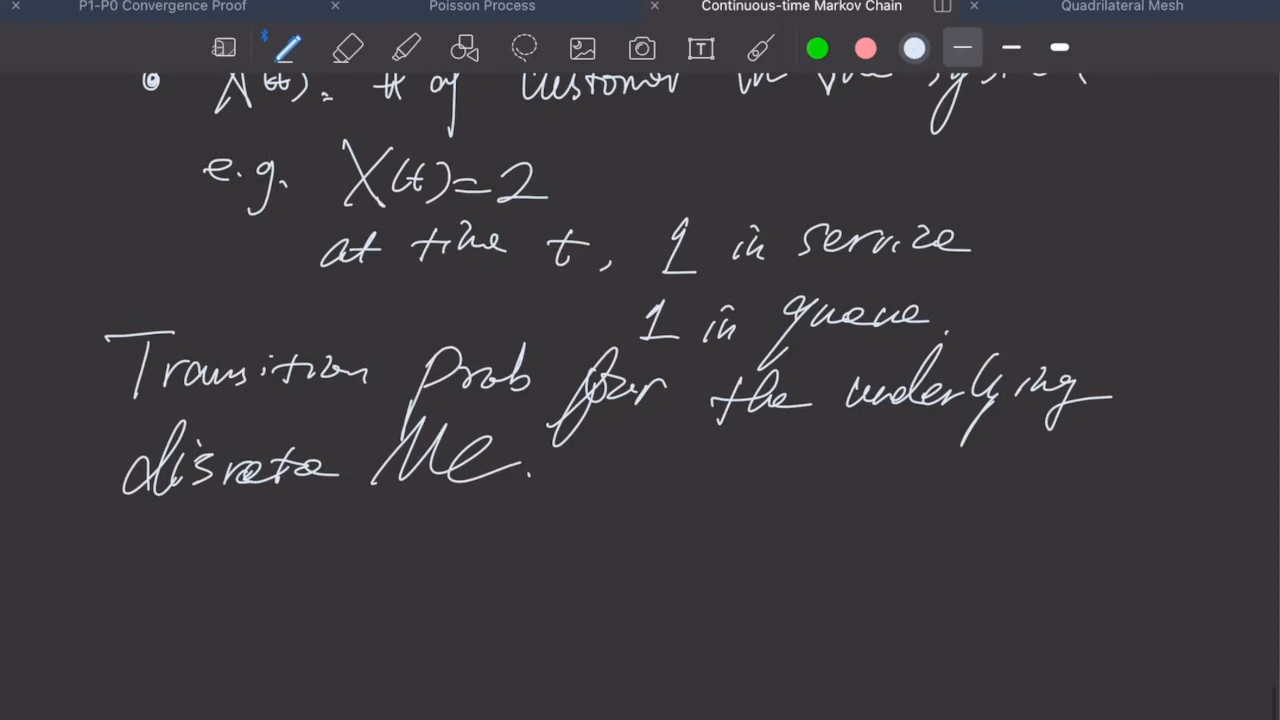 P1-P0 Convergence Proof Poisson Process Continuous-time Markov Chain Quadrilateral Mesh
X(t): # of customer in the system
e.g. X(t)=2
at time t, 1 in service
1 in queue.
Transition prob for the underlying
discrete MC.